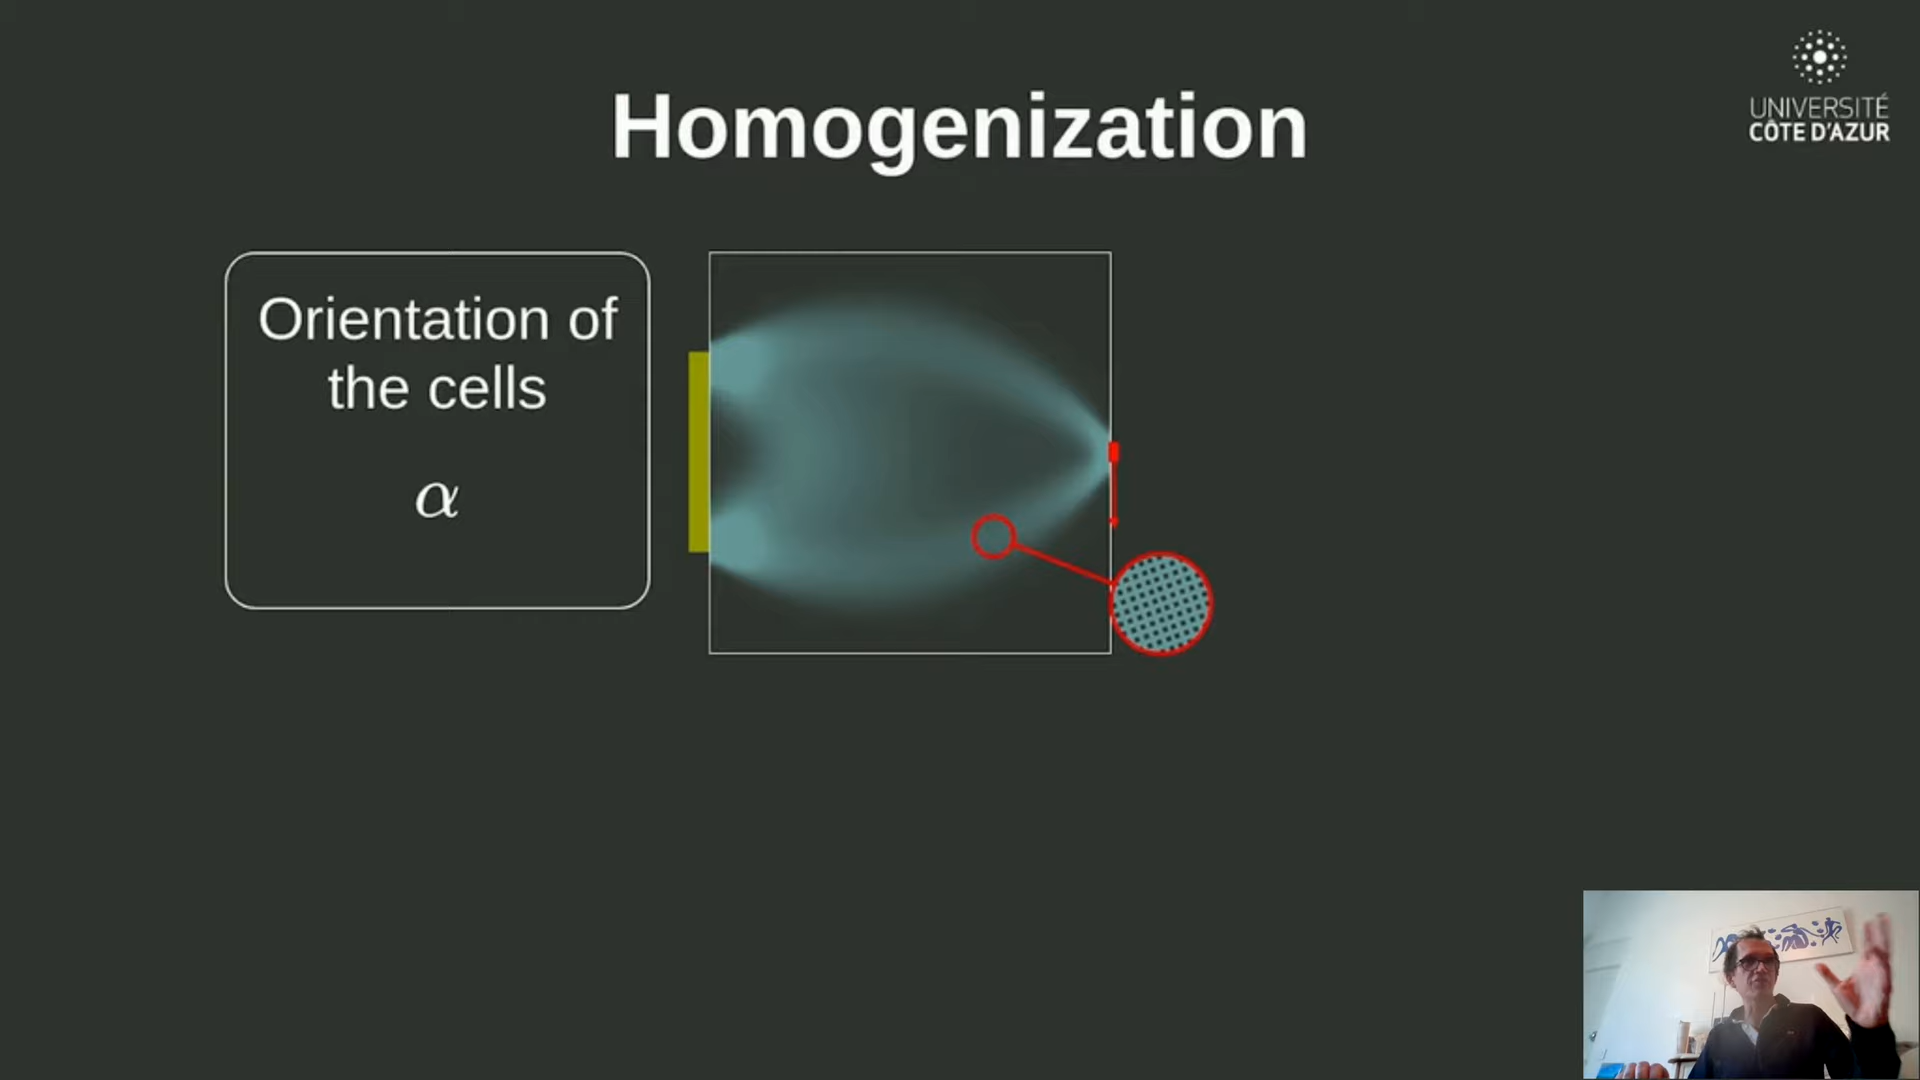 Homogenization
UNIVERSITÉ
CÔTE D'AZUR
Orientation of
the cells
α